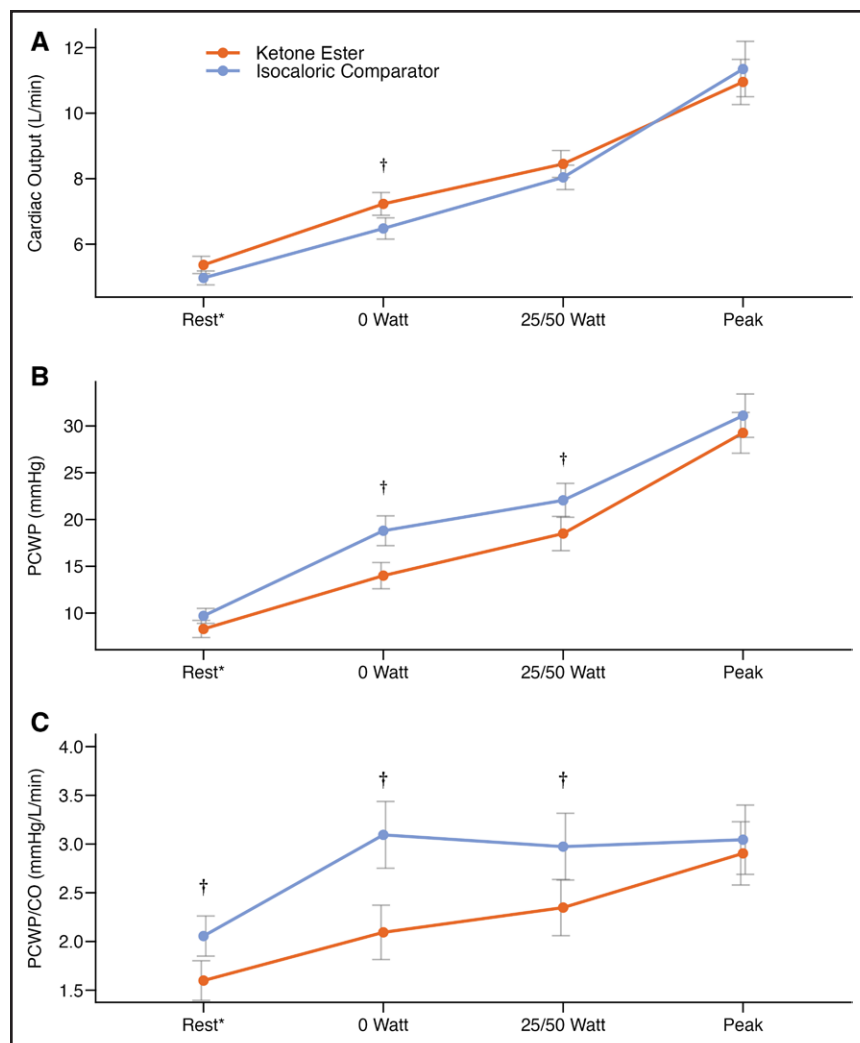 A
Ketone Ester
Isocaloric Comparator
Cardiac Output (L/min)
12
10
8
6
†
Rest*
0 Watt
25/50 Watt
Peak
B
PCWP (mmHg)
30
25
20
15
10
†
†
Rest*
0 Watt
25/50 Watt
Peak
C
PCWP/CO (mmHg/L/min)
4.0
3.5
3.0
2.5
2.0
1.5
†
†
†
Rest*
0 Watt
25/50 Watt
Peak